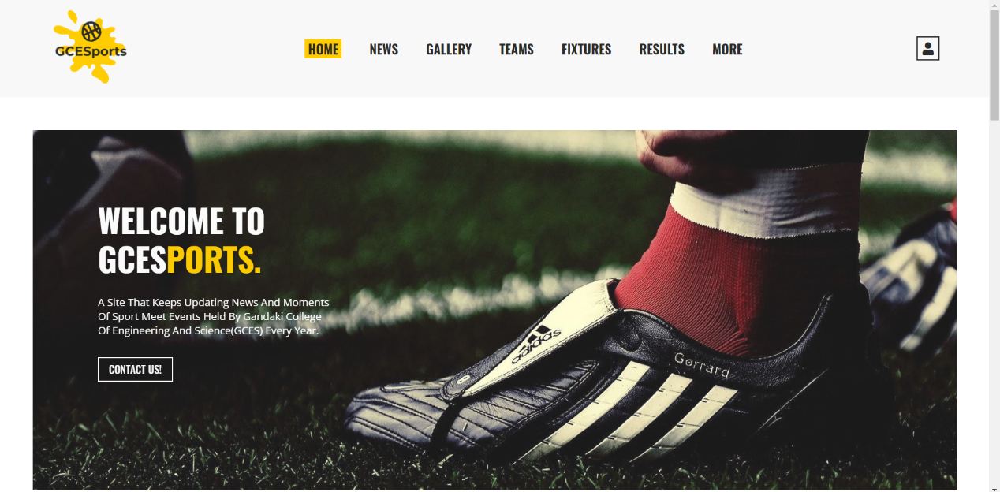 GCESports
HOME NEWS GALLERY TEAMS FIXTURES RESULTS MORE
WELCOME TO
GCESPORTS.
A Site That Keeps Updating News And Moments
Of Sport Meet Events Held By Gandaki College
Of Engineering And Science(GCES) Every Year.
CONTACT US!
adidas
Gerrard